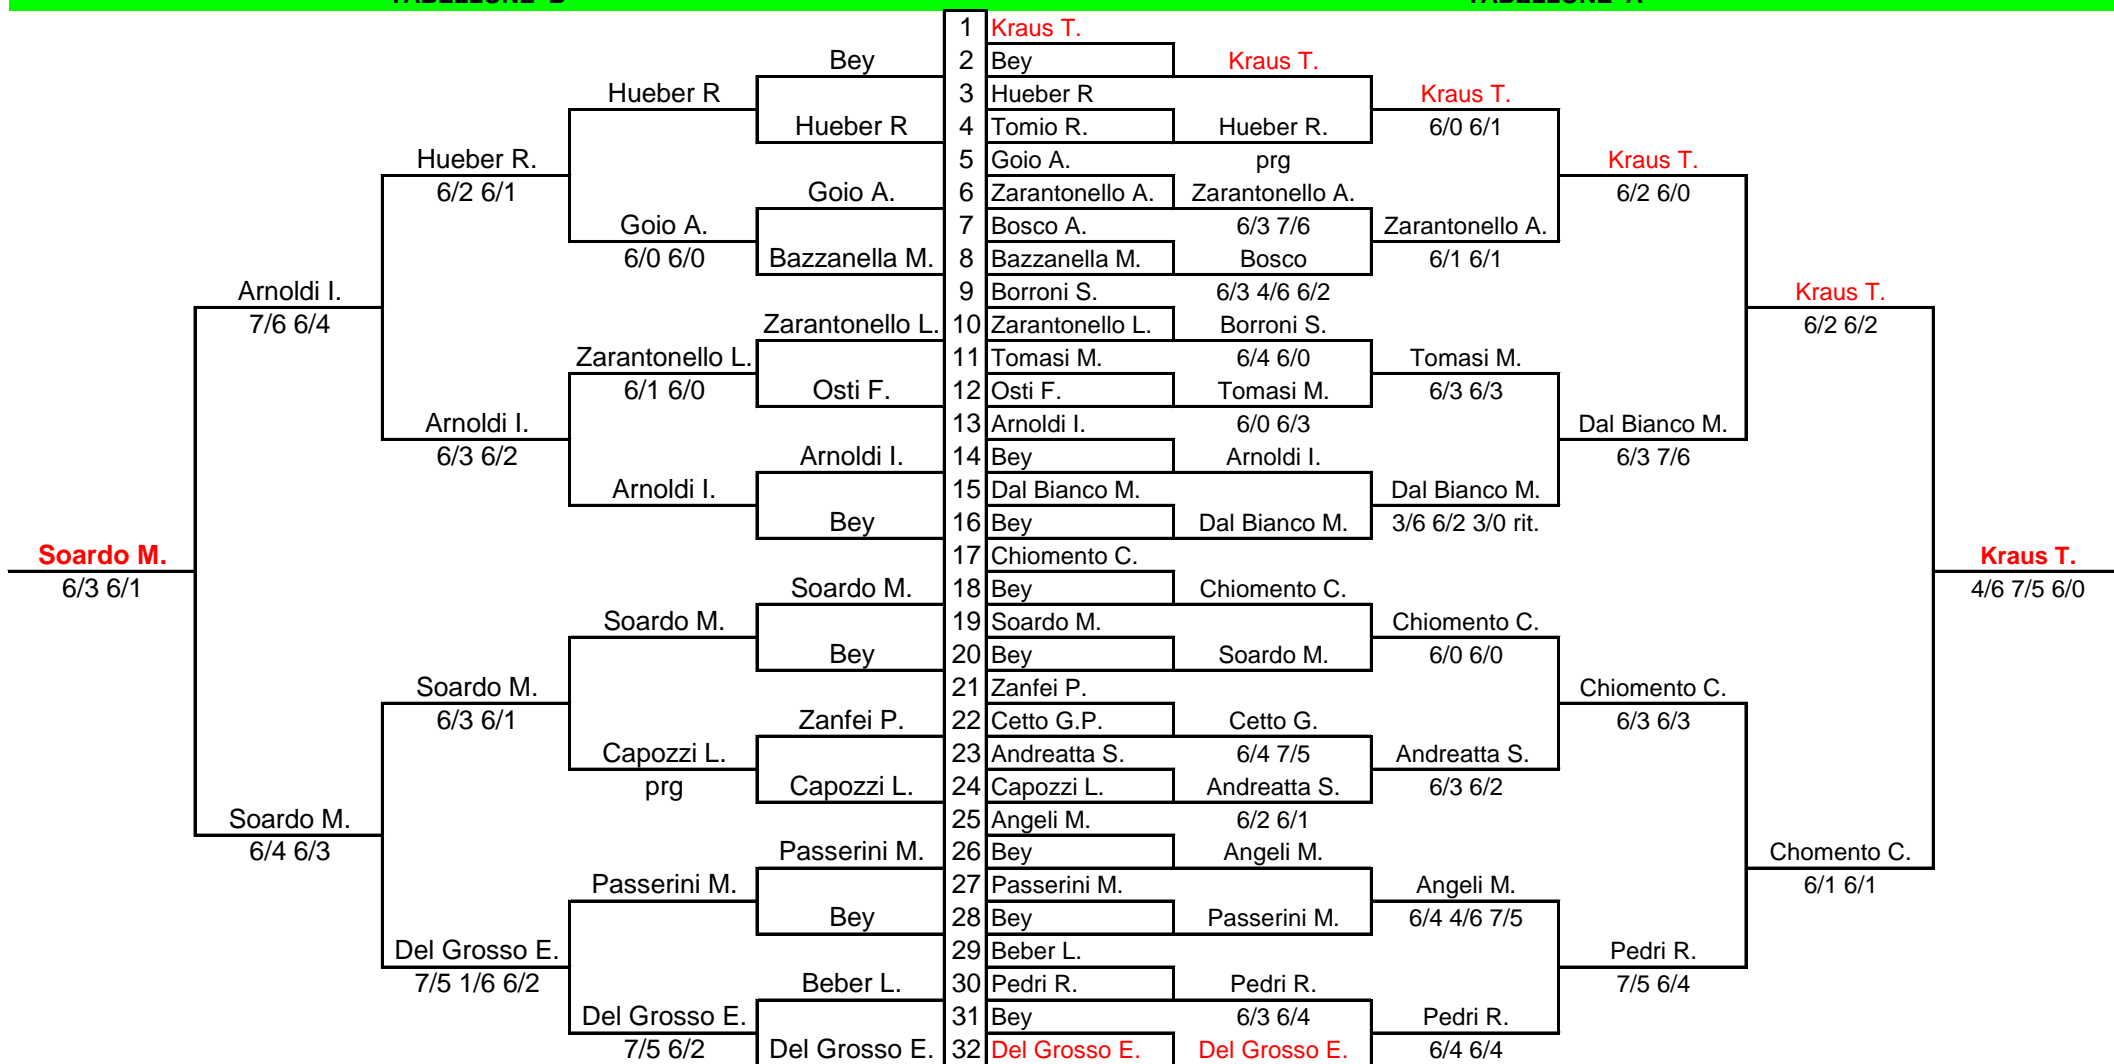 TABELLONE B TABELLONE A
1 Kraus T.
Bey 2 Bey Kraus T.
Hueber R 3 Hueber R Kraus T.
Hueber R 4 Tomio R. Hueber R. 6/0 6/1
Hueber R. 5 Goio A. prg Kraus T.
6/2 6/1 Goio A. 6 Zarantonello A. Zarantonello A. 6/2 6/0
Goio A. 7 Bosco A. 6/3 7/6 Zarantonello A.
6/0 6/0 Bazzanella M. 8 Bazzanella M. Bosco 6/1 6/1
Arnoldi I. 9 Borroni S. 6/3 4/6 6/2 Kraus T.
7/6 6/4 Zarantonello L. 10 Zarantonello L. Borroni S. 6/2 6/2
Zarantonello L. 11 Tomasi M. 6/4 6/0 Tomasi M.
6/1 6/0 Osti F. 12 Osti F. Tomasi M. 6/3 6/3
Arnoldi I. 13 Arnoldi I. 6/0 6/3 Dal Bianco M.
6/3 6/2 Arnoldi I. 14 Bey Arnoldi I. 6/3 7/6
Arnoldi I. 15 Dal Bianco M. Dal Bianco M.
Bey 16 Bey Dal Bianco M. 3/6 6/2 3/0 rit.
Soardo M. 17 Chiomento C. Kraus T.
6/3 6/1 Soardo M. 18 Bey Chiomento C. 4/6 7/5 6/0
Soardo M. 19 Soardo M. Chiomento C.
Bey 20 Bey Soardo M. 6/0 6/0
Soardo M. 21 Zanfei P. Chiomento C.
6/3 6/1 Zanfei P. 22 Cetto G.P. Cetto G. 6/3 6/3
Capozzi L. 23 Andreatta S. 6/4 7/5 Andreatta S.
prg Capozzi L. 24 Capozzi L. Andreatta S. 6/3 6/2
Soardo M. 25 Angeli M. 6/2 6/1
6/4 6/3 Passerini M. 26 Bey Angeli M. Chomento C.
Passerini M. 27 Passerini M. Angeli M. 6/1 6/1
Bey 28 Bey Passerini M. 6/4 4/6 7/5
Del Grosso E. 29 Beber L. Pedri R.
7/5 1/6 6/2 Beber L. 30 Pedri R. Pedri R. 7/5 6/4
Del Grosso E. 31 Bey 6/3 6/4 Pedri R.
7/5 6/2 Del Grosso E. 32 Del Grosso E. Del Grosso E. 6/4 6/4